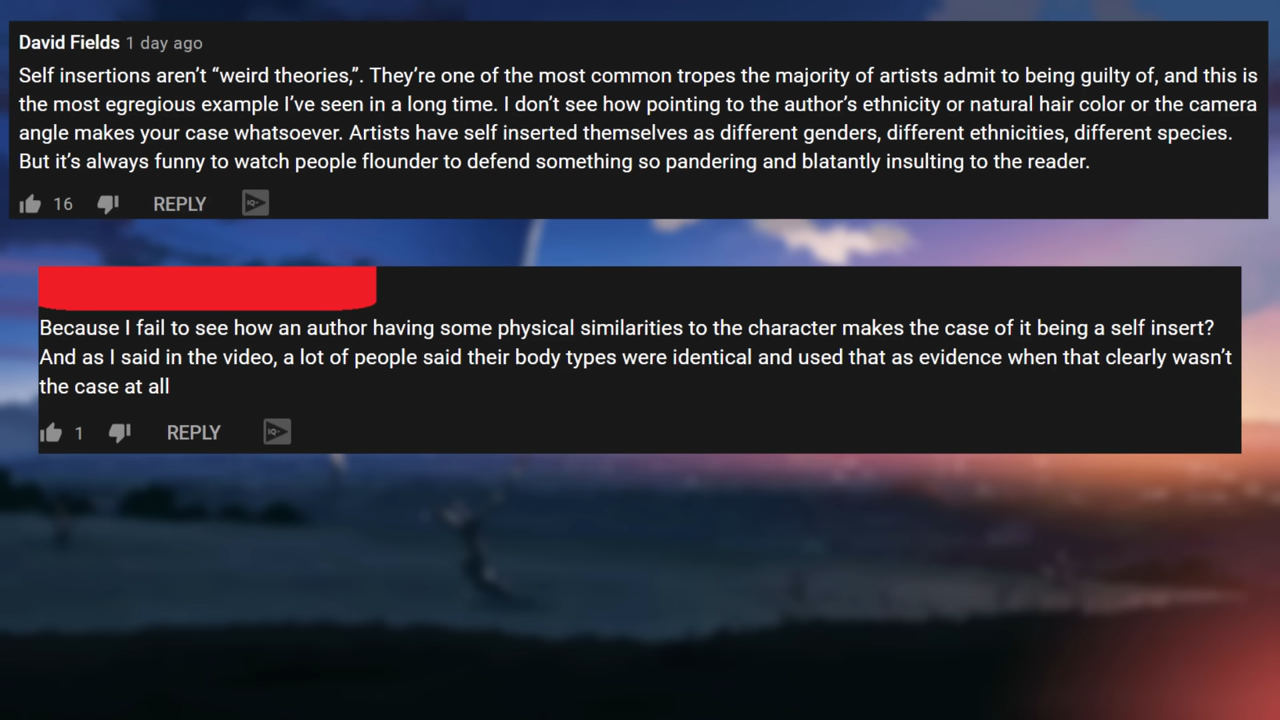 David Fields 1 day ago
Self insertions aren’t “weird theories,”. They’re one of the most common tropes the majority of artists admit to being guilty of, and this is
the most egregious example I’ve seen in a long time. I don’t see how pointing to the author’s ethnicity or natural hair color or the camera
angle makes your case whatsoever. Artists have self inserted themselves as different genders, different ethnicities, different species.
But it’s always funny to watch people flounder to defend something so pandering and blatantly insulting to the reader.
16 REPLY IQ+
Because I fail to see how an author having some physical similarities to the character makes the case of it being a self insert?
And as I said in the video, a lot of people said their body types were identical and used that as evidence when that clearly wasn’t
the case at all
1 REPLY IQ+